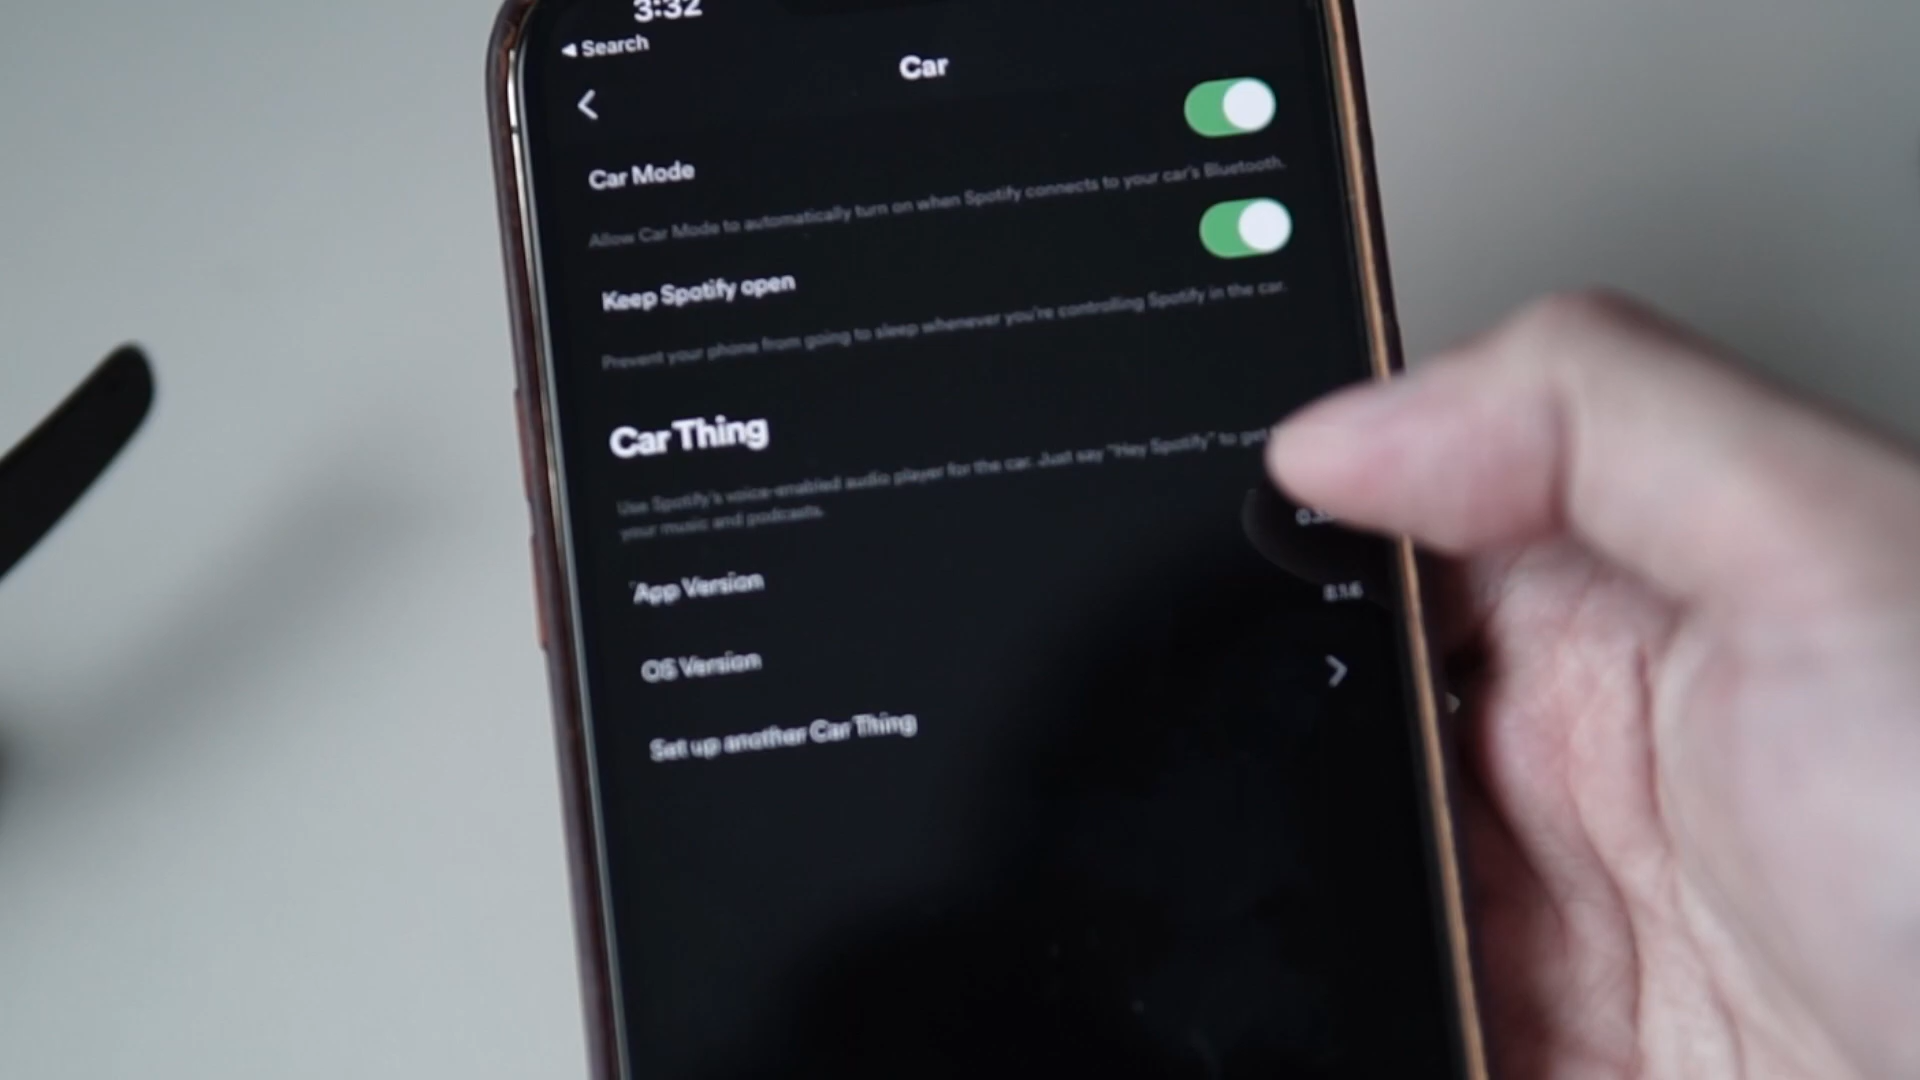 3:32
◀ Search
Car
Car Mode
Allow Car Mode to automatically turn on when Spotify connects to your car's Bluetooth.
Keep Spotify open
Prevent your phone from going to sleep whenever you're controlling Spotify in the car.
Car Thing
Use Spotify's voice-enabled audio player for the car. Just say "Hey Spotify" to get
your music and podcasts.
App Version
OS Version
8.1.6
Set up another Car Thing